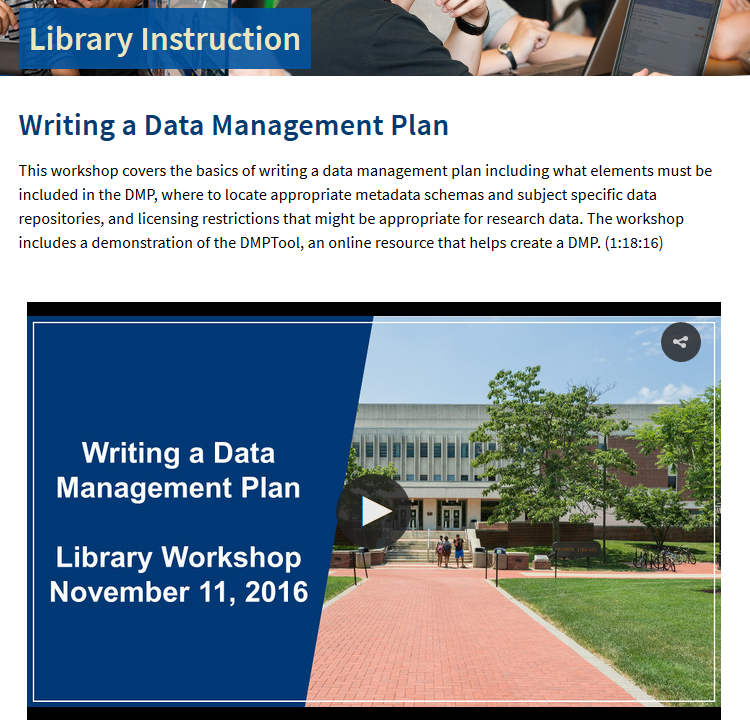 Library Instruction
Writing a Data Management Plan
This workshop covers the basics of writing a data management plan including what elements must be
included in the DMP, where to locate appropriate metadata schemas and subject specific data
repositories, and licensing restrictions that might be appropriate for research data. The workshop
includes a demonstration of the DMPTool, an online resource that helps create a DMP. (1:18:16)
Writing a Data
Management Plan
Library Workshop
November 11, 2016